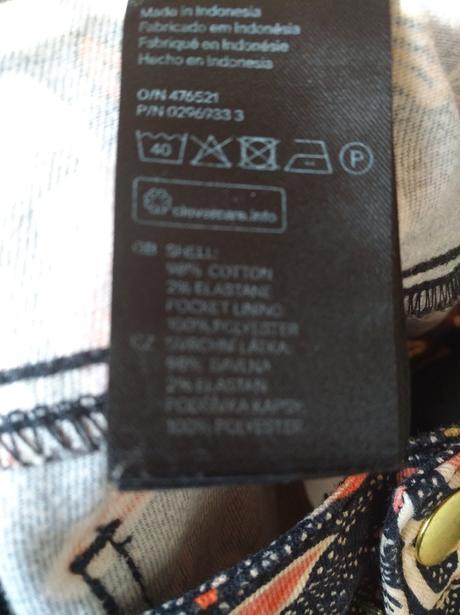 Made in Indonesia
Fabricado em Indonésia
Fabriqué en Indonésie
Hecho en Indonesia
O/N 476521
P/N 0296933 3
40 P
clevercare.info
GB SHELL:
98% COTTON
2% ELASTANE
POCKET LINING:
100% POLYESTER
CZ SVRCHNÍ LÁTKA:
98% BAVLNA
2% ELASTAN
PODŠÍVKA KAPSY:
100% POLYESTER